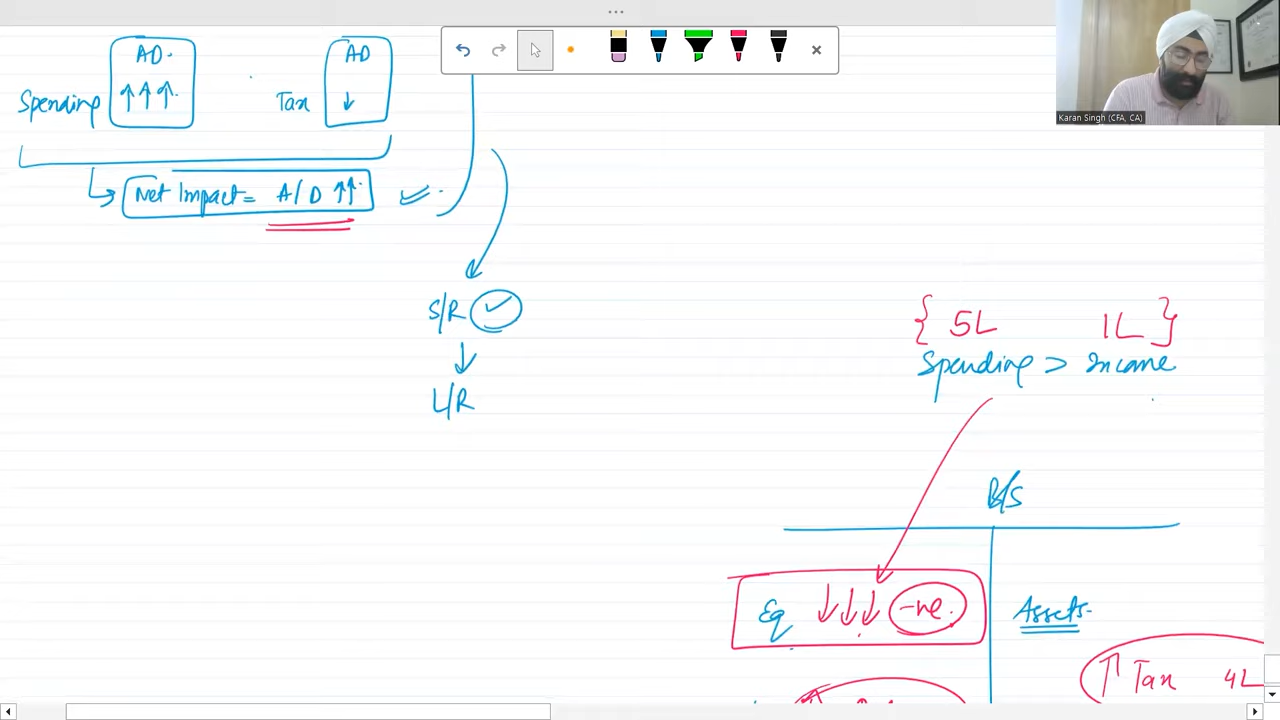 AD. AD
Spending ↑↑↑ Tax ↓
Net Impact = A/D ↑↑
S/R ✓
↓
L/R
{ 5L 1L }
Spending > Income
B/S
Eq ↓↓↓ -ve. Assets.
↑ Tax 4L
Karan Singh (CFA, CA)